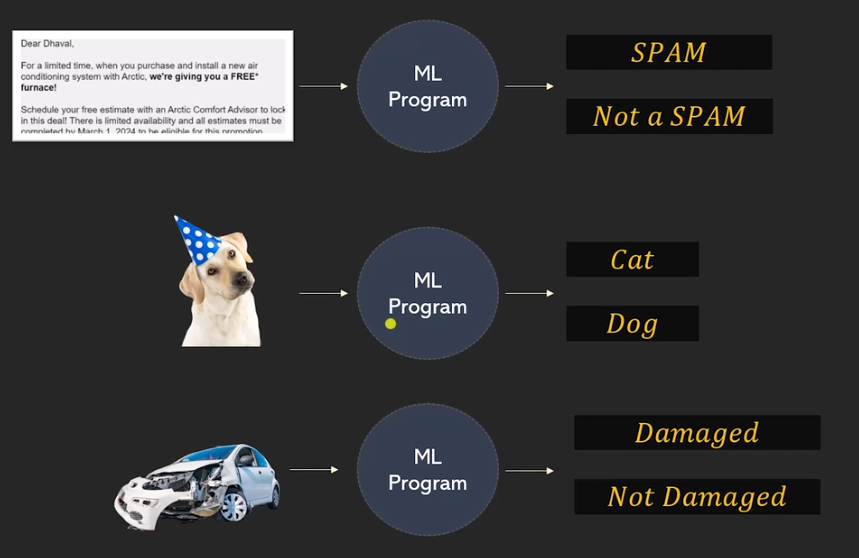 Dear Dhaval,
For a limited time, when you purchase and install a new air
conditioning system with Arctic, we're giving you a FREE*
furnace!
Schedule your free estimate with an Arctic Comfort Advisor to lock
in this deal! There is limited availability and all estimates must be
completed by March 1, 2024 to be eligible for this promotion
ML
Program
SPAM
Not a SPAM
ML
Program
Cat
Dog
ML
Program
Damaged
Not Damaged